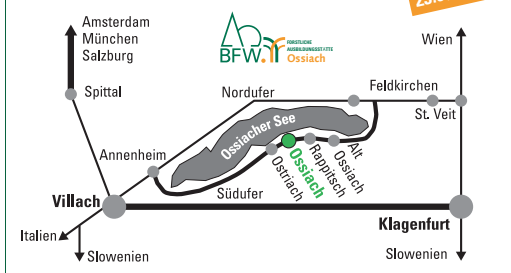 Amsterdam
München
Salzburg
Spittal
BFW.
FORSTLICHE
AUSBILDUNGSSTÄTTE
Ossiach
Wien
Nordufer
Feldkirchen
St. Veit
Ossiacher See
Annenheim
Ostriach
Ossiach
Rappitsch
Alt
Ossiach
Südufer
Villach
Klagenfurt
Italien
Slowenien
Slowenien